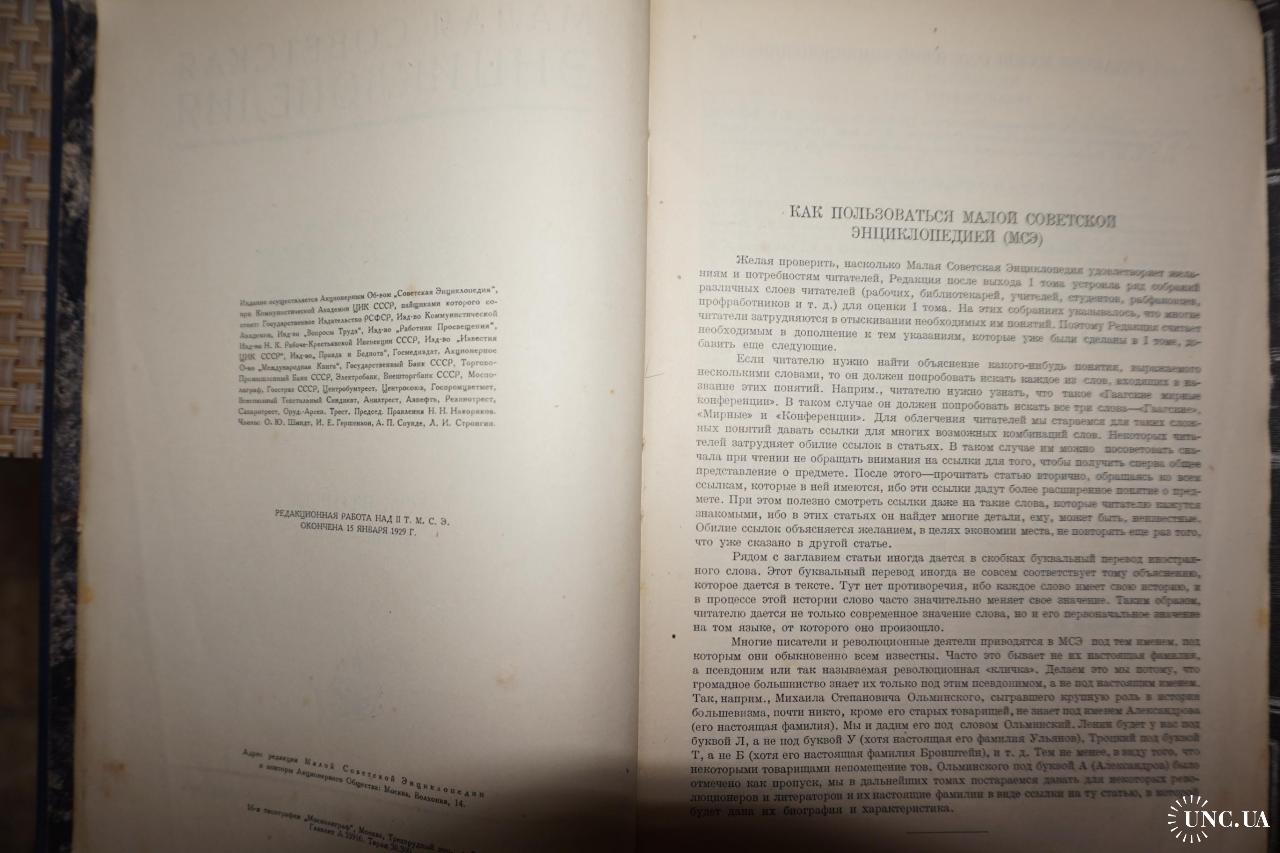 Издание осуществляется Акционерным Об-вом „Советская Энциклопедия",
при Коммунистической Академии ЦИК СССР, пайщиками которого со-
стоят: Государственное Издательство РСФСР, Изд-во Коммунистической
Академии, Изд-во „Вопросы Труда", Изд-во „Работник Просвещения",
Изд-во Н. К. Рабоче-Крестьянской Инспекции СССР, Изд-во „Известия
ЦИК СССР", Изд-во „Правда и Беднота", Госмедиздат, Акционерное
О-во „Международная Книга", Государственный Банк СССР, Торгово-
Промышленный Банк СССР, Электробанк, Внешторгбанк СССР, Моспо-
лиграф, Госстрах СССР, Центробумтрест, Центросоюз, Госпромцветмет,
Всесоюзный Текстильный Синдикат, Анилтрест, Азнефть, Резинотрест,
Сахаротрест, Оруд.-Арсен. Трест. Председ. Правления Н. Н. Накоряков.
Члены: О. Ю. Шмидт, И. Е. Гершензон, А. П. Спунде, Л. И. Стронгин.
РЕДАКЦИОННАЯ РАБОТА НАД II Т. М. С. Э.
ОКОНЧЕНА 15 ЯНВАРЯ 1929 Г.
Адрес редакции Малой Советской Энциклопедии
и конторы Акционерного Общества: Москва, Волхонка, 14.
16-я типография „Мосполиграф", Москва, Трехпрудный
Главлит А
КАК ПОЛЬЗОВАТЬСЯ МАЛОЙ СОВЕТСКОЙ
ЭНЦИКЛОПЕДИЕЙ (МСЭ)
Желая проверить, насколько Малая Советская Энциклопедия удовлетворяет жела-
ниям и потребностям читателей, Редакция после выхода 1 тома устроила ряд собраний
различных слоев читателей (рабочих, библиотекарей, учителей, студентов, рабфаковцев,
профработников и т. д.) для оценки 1 тома. На этих собраниях указывалось, что многие
читатели затрудняются в отыскивании необходимых им понятий. Поэтому Редакция считает
необходимым в дополнение к тем указаниям, которые уже были сделаны в 1 томе, до-
бавить еще следующие.
Если читателю нужно найти объяснение какого-нибудь понятия, выражаемого
несколькими словами, то он должен попробовать искать каждое из слов, входящих в на-
звание этих понятий. Наприм., читателю нужно узнать, что такое «Гаагские мирные
конференции». В таком случае он должен попробовать искать все три слова—«Гаагские»,
«Мирные» и «Конференции». Для облегчения читателей мы стараемся для таких слож-
ных понятий давать ссылки для многих возможных комбинаций слов. Некоторых чита-
телей затрудняет обилие ссылок в статьях. В таком случае им можно посоветовать сна-
чала при чтении не обращать внимания на ссылки для того, чтобы получить сперва общее
представление о предмете. После этого—прочитать статью вторично, обращаясь ко всем
ссылкам, которые в ней имеются, ибо эти ссылки дадут более расширенное понятие о пред-
мете. При этом полезно смотреть ссылки даже на такие слова, которые читателю кажутся
знакомыми, ибо в этих статьях он найдет многие детали, ему, может быть, неизвестные.
Обилие ссылок объясняется желанием, в целях экономии места, не повторять еще раз того,
что уже сказано в другой статье.
Рядом с заглавием статьи иногда дается в скобках буквальный перевод иностран-
ного слова. Этот буквальный перевод иногда не совсем соответствует тому объяснению,
которое дается в тексте. Тут нет противоречия, ибо каждое слово имеет свою историю, и
в процессе этой истории слово часто значительно меняет свое значение. Таким образом,
читателю дается не только современное значение слова, но и его первоначальное значение
на том языке, от которого оно произошло.
Многие писатели и революционные деятели приводятся в МСЭ под тем именем, под
которым они обыкновенно всем известны. Часто это бывает не их настоящая фамилия,
а псевдоним или так называемая революционная «кличка». Делаем это мы потому, что
громадное большинство знает их только под этим псевдонимом, а не под настоящим именем.
Так, наприм., Михаила Степановича Ольминского, сыгравшего крупную роль в истории
большевизма, почти никто, кроме его старых товарищей, не знает под именем Александрова
(его настоящая фамилия). Мы и дадим его под словом Ольминский. Ленин будет у нас под
буквой Л, а не под буквой У (хотя настоящая его фамилия Ульянов), Троцкий под буквой
Т, а не Б (хотя его настоящая фамилия Бронштейн), и т. д. Тем не менее, в виду того, что
некоторыми товарищами непомещение тов. Ольминского под буквой А (Александров) было
отмечено как пропуск, мы в дальнейших томах постараемся давать для некоторых рево-
люционеров и литераторов и их настоящие фамилии в виде ссылки на ту статью, в которой
будет дана их биография и характеристика.
UNC.UA